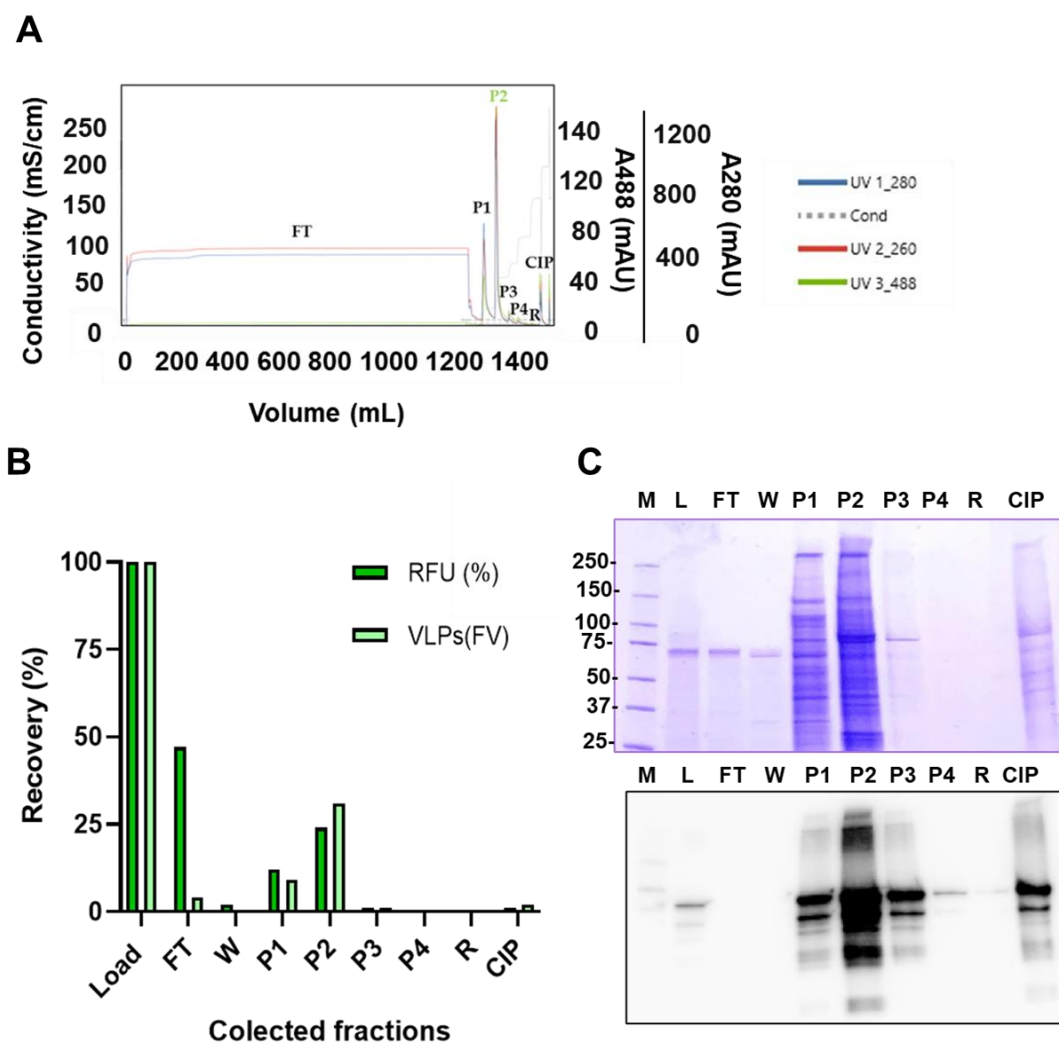 A
Conductivity (mS/cm)
250
200
150
100
50
0
FT
P1
P2
P3
P4
R
CIP
140
120
80
40
0
A488 (mAU)
1200
800
400
0
A280 (mAU)
UV 1_280
Cond
UV 2_260
UV 3_488
0 200 400 600 800 1000 1200 1400
Volume (mL)
B
Recovery (%)
100
75
50
25
0
RFU (%)
VLPs(FV)
Load FT W P1 P2 P3 P4 R CIP
Colected fractions
C
M L FT W P1 P2 P3 P4 R CIP
250-
150-
100-
75-
50-
37-
25-
M L FT W P1 P2 P3 P4 R CIP